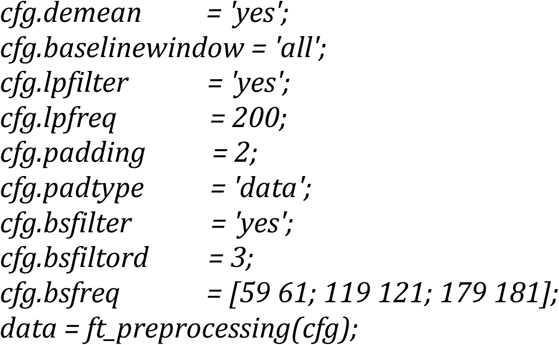 cfg.demean = 'yes';
cfg.baselinewindow = 'all';
cfg.lpfilter = 'yes';
cfg.lpfreq = 200;
cfg.padding = 2;
cfg.padtype = 'data';
cfg.bsfilter = 'yes';
cfg.bsfiltord = 3;
cfg.bsfreq = [59 61; 119 121; 179 181];
data = ft_preprocessing(cfg);